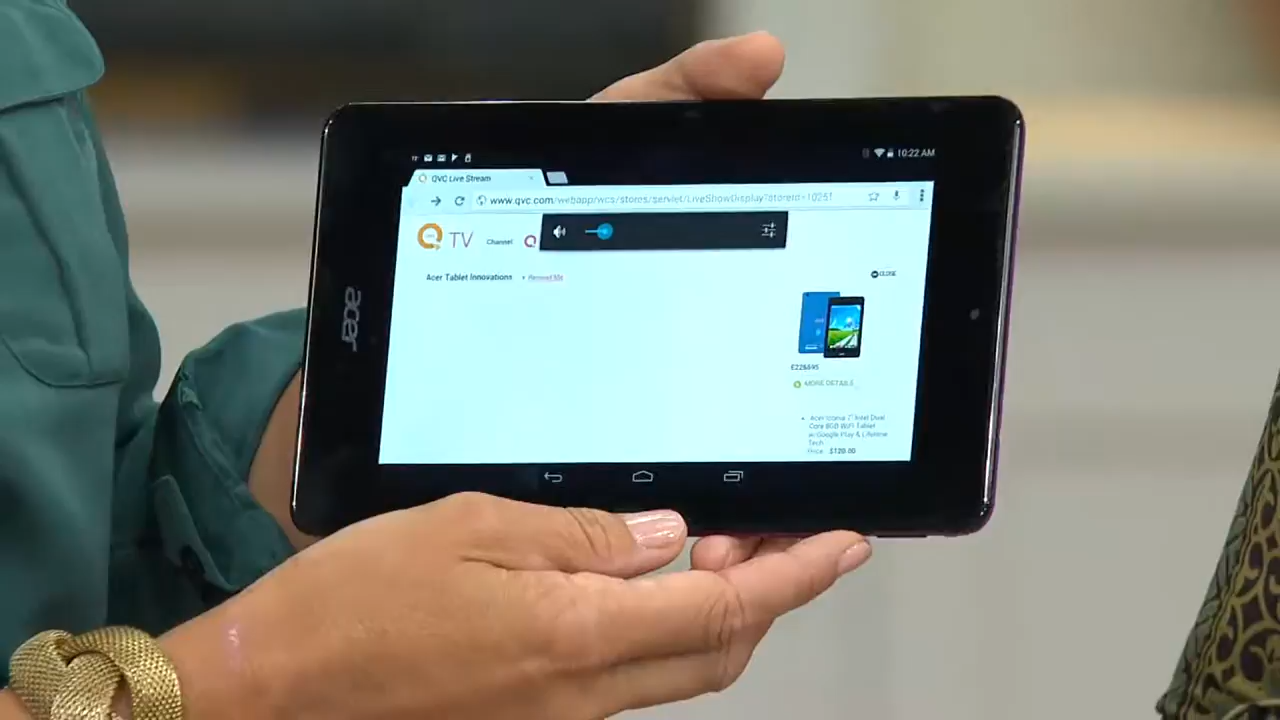 10:22 AM
QVC Live Stream
www.qvc.com/webapp/wcs/stores/servlet/LiveShowDisplay?storeId=10251
TV Channel
Acer Tablet Innovations Remind Me
CLOSE
acer
MORE DETAILS...
Acer Iconia 7" Intel Dual
Core 8GB WiFi Tablet
w/Google Play & Lifetime
Tech
Price: $120.00